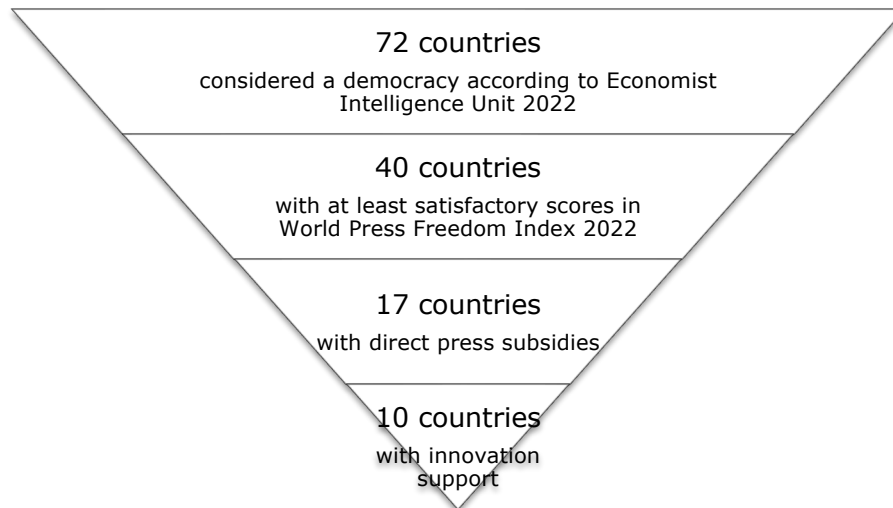 72 countries
considered a democracy according to Economist
Intelligence Unit 2022
40 countries
with at least satisfactory scores in
World Press Freedom Index 2022
17 countries
with direct press subsidies
10 countries
with innovation
support